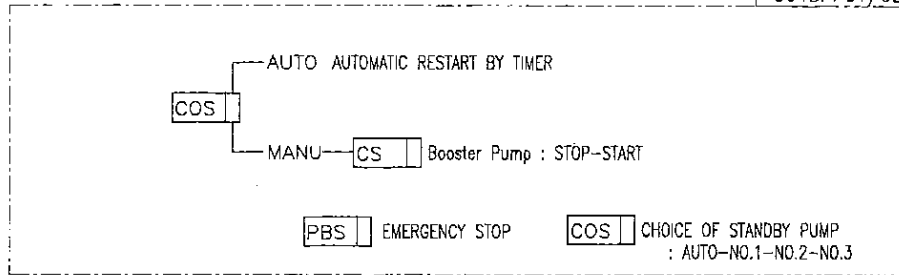 COS
AUTO AUTOMATIC RESTART BY TIMER
MANU CS Booster Pump : STOP-START
PBS EMERGENCY STOP
COS CHOICE OF STANDBY PUMP
: AUTO-NO.1-NO.2-NO.3